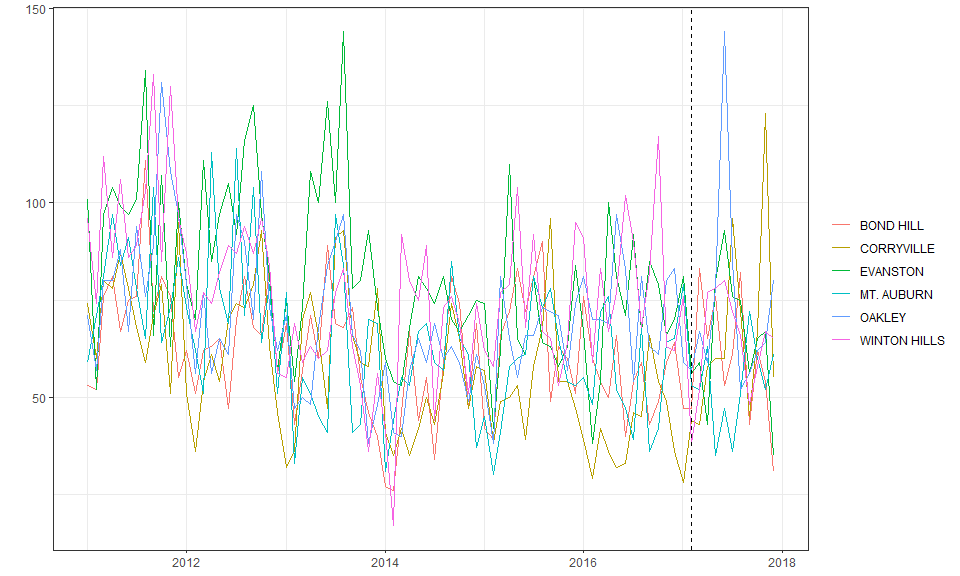 150
100
50
2012
2014
2016
2018
BOND HILL
CORRYVILLE
EVANSTON
MT. AUBURN
OAKLEY
WINTON HILLS